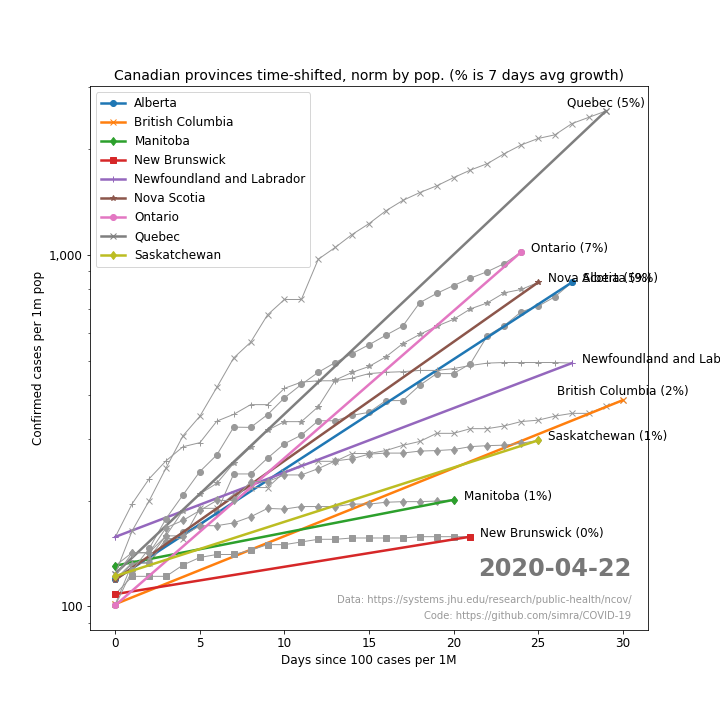 Canadian provinces time-shifted, norm by pop. (% is 7 days avg growth)
Alberta
British Columbia
Manitoba
New Brunswick
Newfoundland and Labrador
Nova Scotia
Ontario
Quebec
Saskatchewan
Quebec (5%)
Ontario (7%)
Nova Scotia (5%)
Alberta (9%)
Newfoundland and Lab
British Columbia (2%)
Saskatchewan (1%)
Manitoba (1%)
New Brunswick (0%)
2020-04-22
Data: https://systems.jhu.edu/research/public-health/ncov/
Code: https://github.com/simra/COVID-19
1,000
100
Confirmed cases per 1m pop
0 5 10 15 20 25 30
Days since 100 cases per 1M